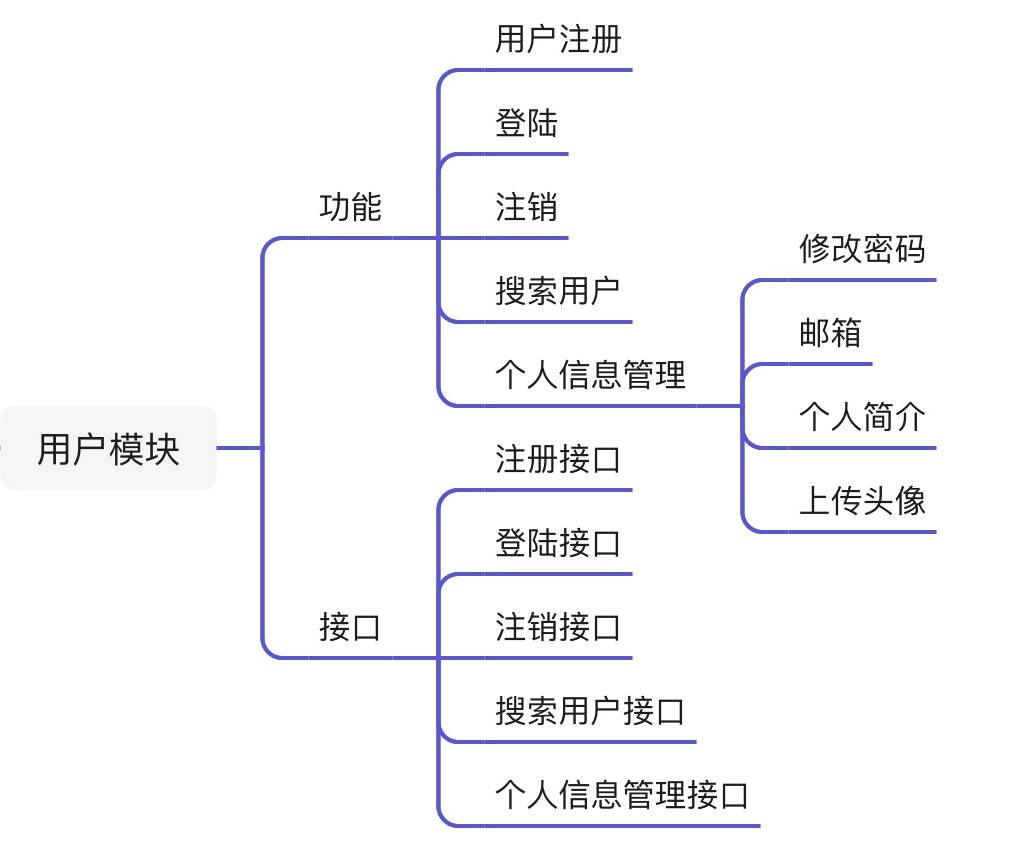 用户模块
功能
用户注册
登陆
注销
搜索用户
个人信息管理
修改密码
邮箱
个人简介
上传头像
接口
注册接口
登陆接口
注销接口
搜索用户接口
个人信息管理接口